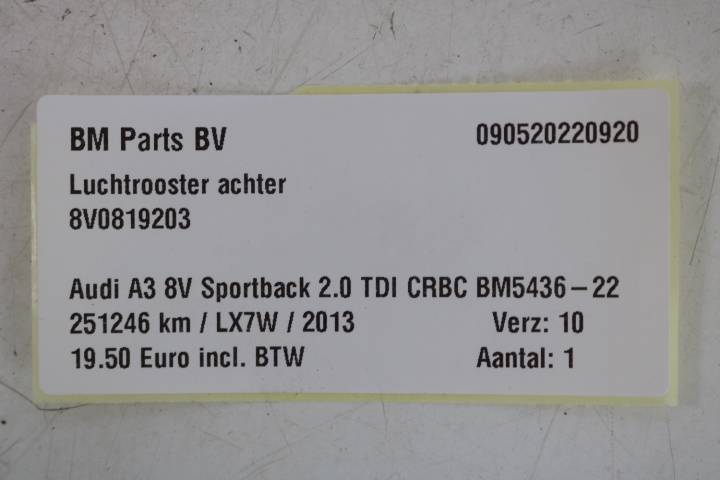 BM Parts BV 090520220920
Luchtrooster achter
8V0819203
Audi A3 8V Sportback 2.0 TDI CRBC BM5436-22
251246 km / LX7W / 2013 Verz: 10
19.50 Euro incl. BTW Aantal: 1